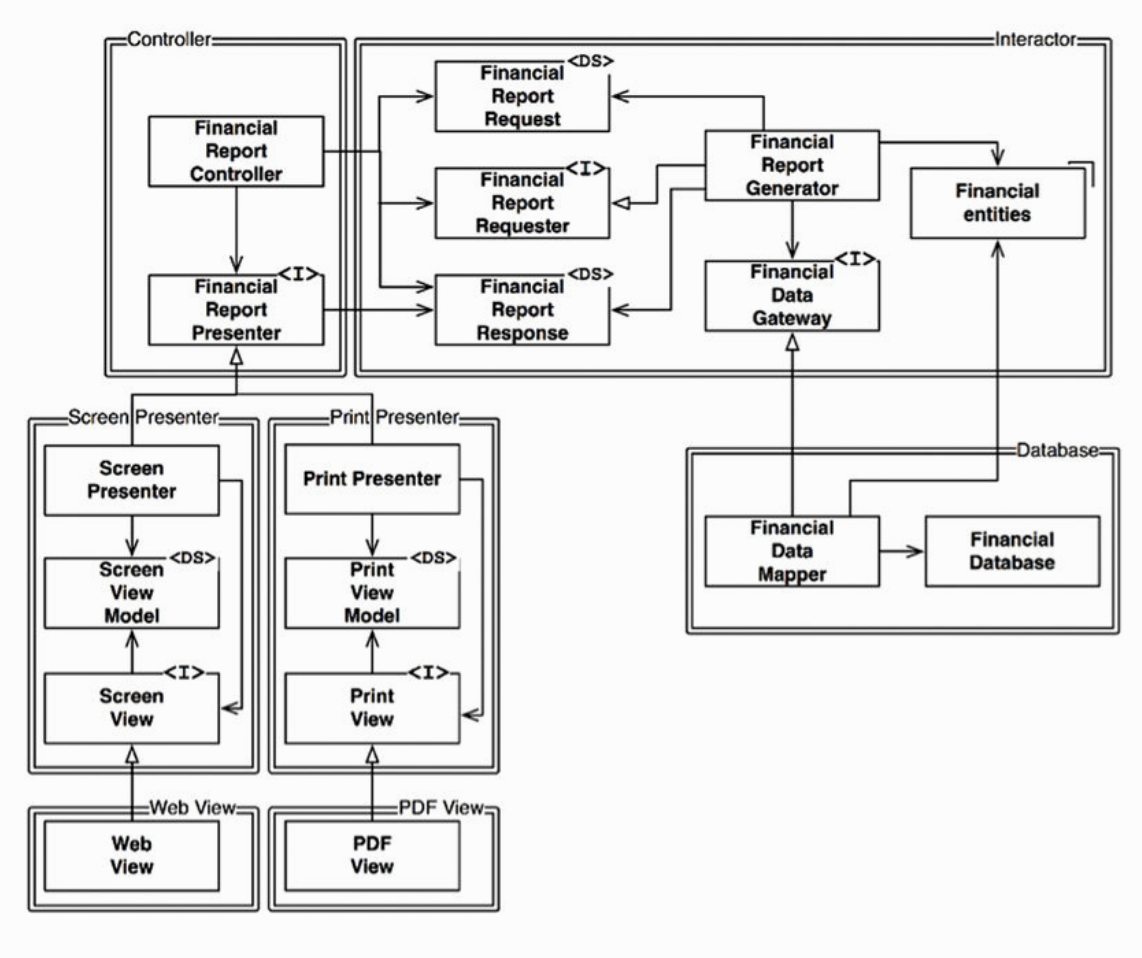 Controller
Interactor
<DS>
Financial
Report
Request
Financial
Report
Controller
Financial
Report
Generator
<I>
Financial
Report
Requester
Financial
entities
<I>
Financial
Report
Presenter
<DS>
Financial
Report
Response
<I>
Financial
Data
Gateway
Screen Presenter
Print Presenter
Database
Screen
Presenter
Print Presenter
Financial
Data
Mapper
Financial
Database
<DS>
Screen
View
Model
<DS>
Print
View
Model
<I>
Screen
View
<I>
Print
View
Web View
PDF View
Web
View
PDF
View